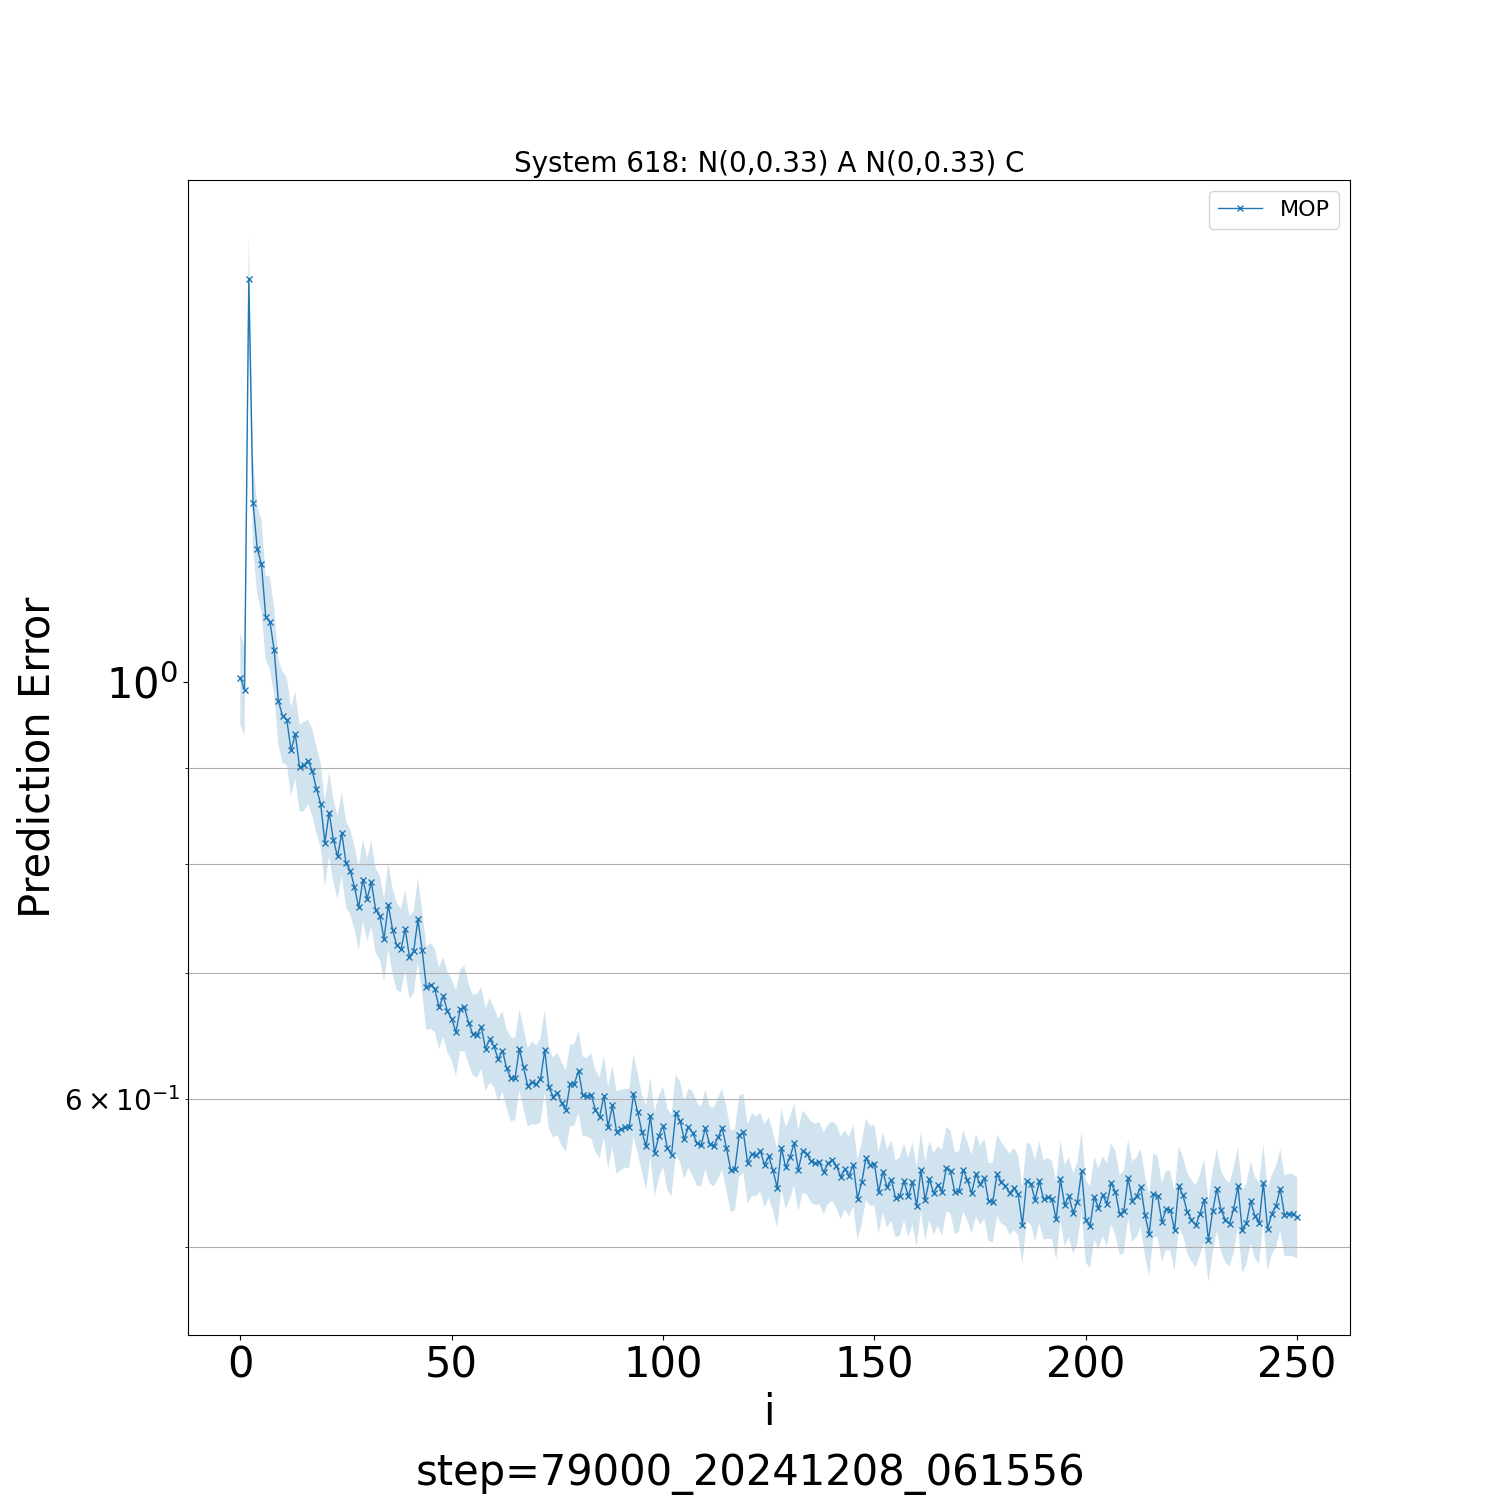 System 618: N(0,0.33) A N(0,0.33) C
MOP
Prediction Error
10⁰
6 × 10⁻¹
0 50 100 150 200 250
i
step=79000_20241208_061556